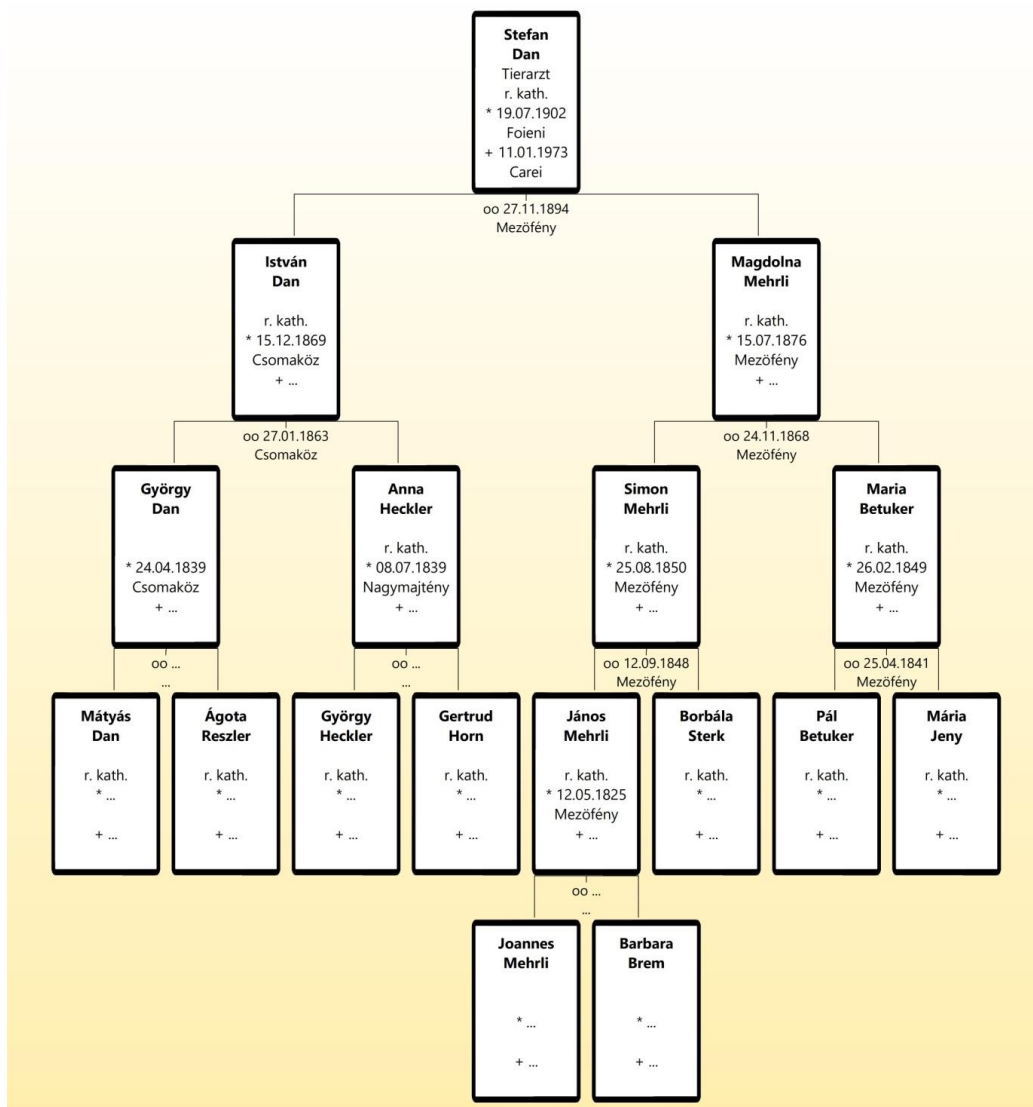 Stefan
Dan
Tierarzt
r. kath.
* 19.07.1902
Foieni
+ 11.01.1973
Carei
oo 27.11.1894
Mezöfény
István
Dan
r. kath.
* 15.12.1869
Csomaköz
+ ...
Magdolna
Mehrli
r. kath.
* 15.07.1876
Mezöfény
+ ...
oo 27.01.1863
Csomaköz
oo 24.11.1868
Mezöfény
György
Dan
* 24.04.1839
Csomaköz
+ ...
Anna
Heckler
r. kath.
* 08.07.1839
Nagymajtény
+ ...
Simon
Mehrli
r. kath.
* 25.08.1850
Mezöfény
+ ...
Maria
Betuker
r. kath.
* 26.02.1849
Mezöfény
+ ...
oo ...
...
oo ...
...
oo 12.09.1848
Mezöfény
oo 25.04.1841
Mezöfény
Mátyás
Dan
r. kath.
* ...
+ ...
Ágota
Reszler
r. kath.
* ...
+ ...
György
Heckler
r. kath.
* ...
+ ...
Gertrud
Horn
r. kath.
* ...
+ ...
János
Mehrli
r. kath.
* 12.05.1825
Mezöfény
+ ...
Borbála
Sterk
r. kath.
* ...
+ ...
Pál
Betuker
r. kath.
* ...
+ ...
Mária
Jeny
r. kath.
* ...
+ ...
oo ...
...
Joannes
Mehrli
* ...
+ ...
Barbara
Brem
* ...
+ ...